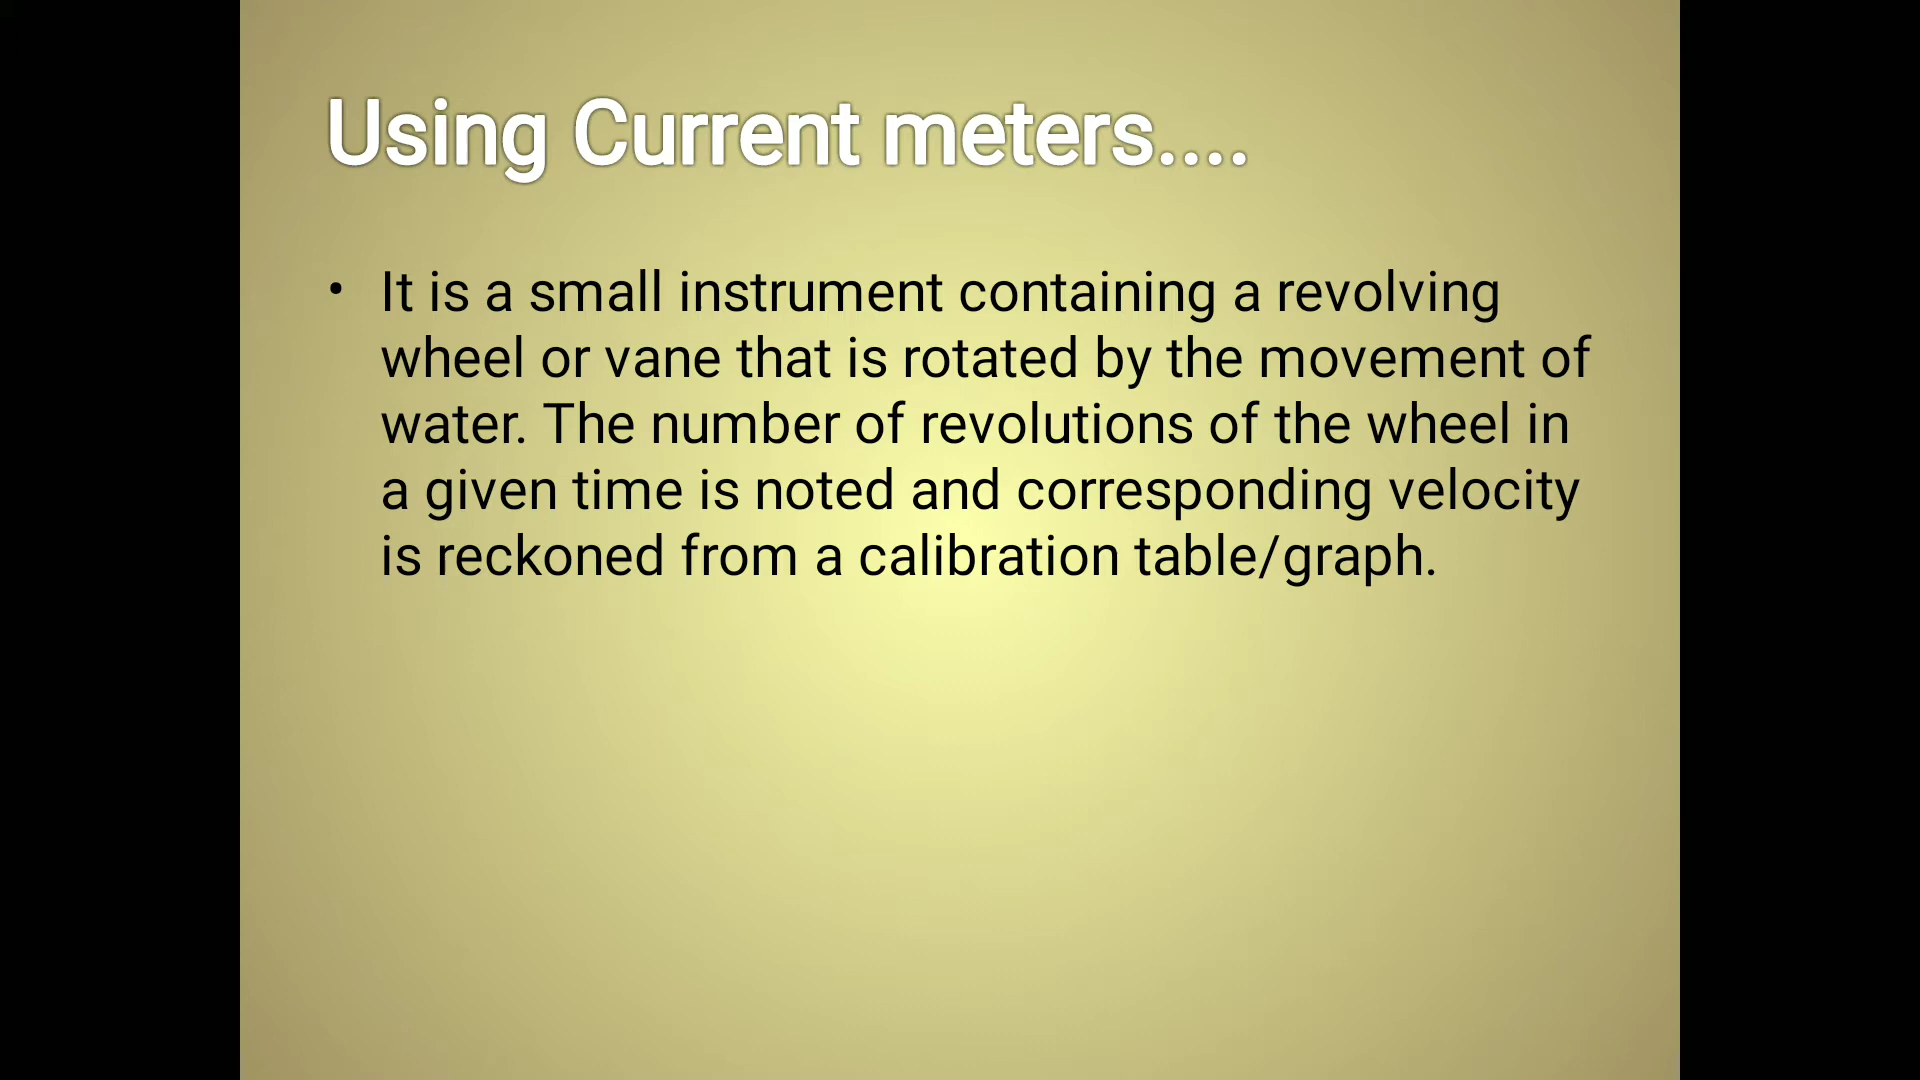 Using Current meters....
• It is a small instrument containing a revolving
wheel or vane that is rotated by the movement of
water. The number of revolutions of the wheel in
a given time is noted and corresponding velocity
is reckoned from a calibration table/graph.